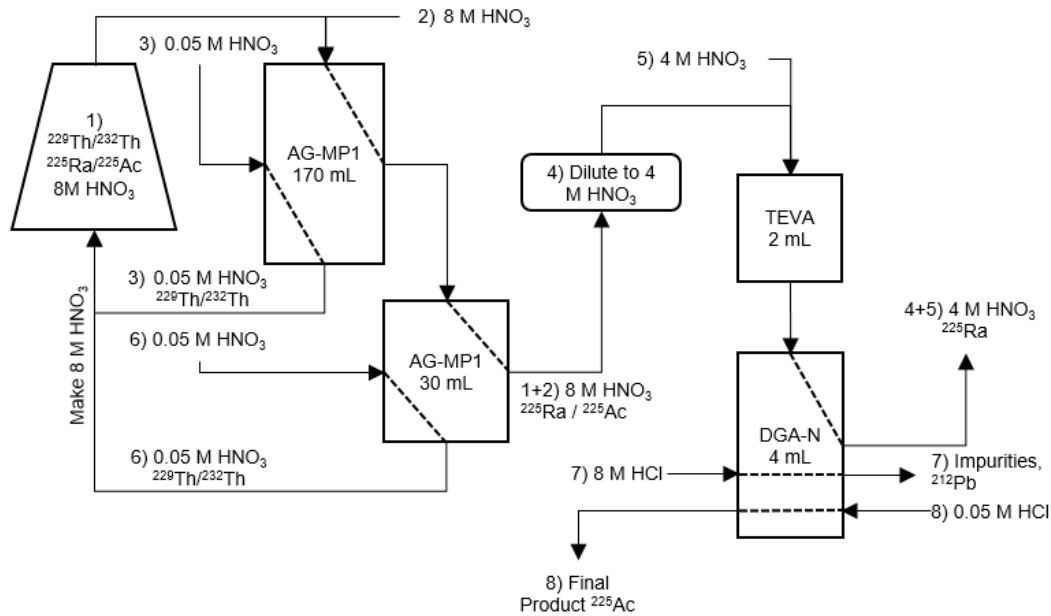 2) 8 M HNO₃
3) 0.05 M HNO₃
5) 4 M HNO₃
1)
²²⁹Th/²³²Th
²²⁵Ra/²²⁵Ac
8M HNO₃
AG-MP1
170 mL
4) Dilute to 4
M HNO₃
TEVA
2 mL
3) 0.05 M HNO₃
²²⁹Th/²³²Th
Make 8 M HNO₃
6) 0.05 M HNO₃
AG-MP1
30 mL
1+2) 8 M HNO₃
²²⁵Ra / ²²⁵Ac
4+5) 4 M HNO₃
²²⁵Ra
6) 0.05 M HNO₃
²²⁹Th/²³²Th
DGA-N
4 mL
7) 8 M HCl
7) Impurities,
²¹²Pb
8) 0.05 M HCl
8) Final
Product ²²⁵Ac